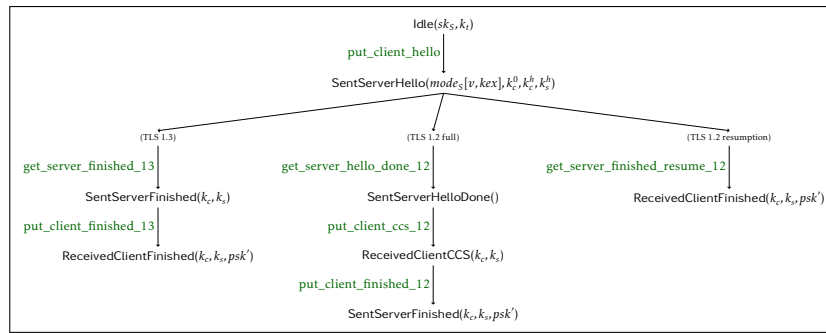 Idle(sk_S, k_t)
put_client_hello
SentServerHello(mode_S[v, kex], k_c^0, k_c^h, k_s^h)
(TLS 1.3) (TLS 1.2 full) (TLS 1.2 resumption)
get_server_finished_13 get_server_hello_done_12 get_server_finished_resume_12
SentServerFinished(k_c, k_s) SentServerHelloDone() ReceivedClientFinished(k_c, k_s, psk′)
put_client_finished_13 put_client_ccs_12
ReceivedClientFinished(k_c, k_s, psk′) ReceivedClientCCS(k_c, k_s)
put_client_finished_12
SentServerFinished(k_c, k_s, psk′)